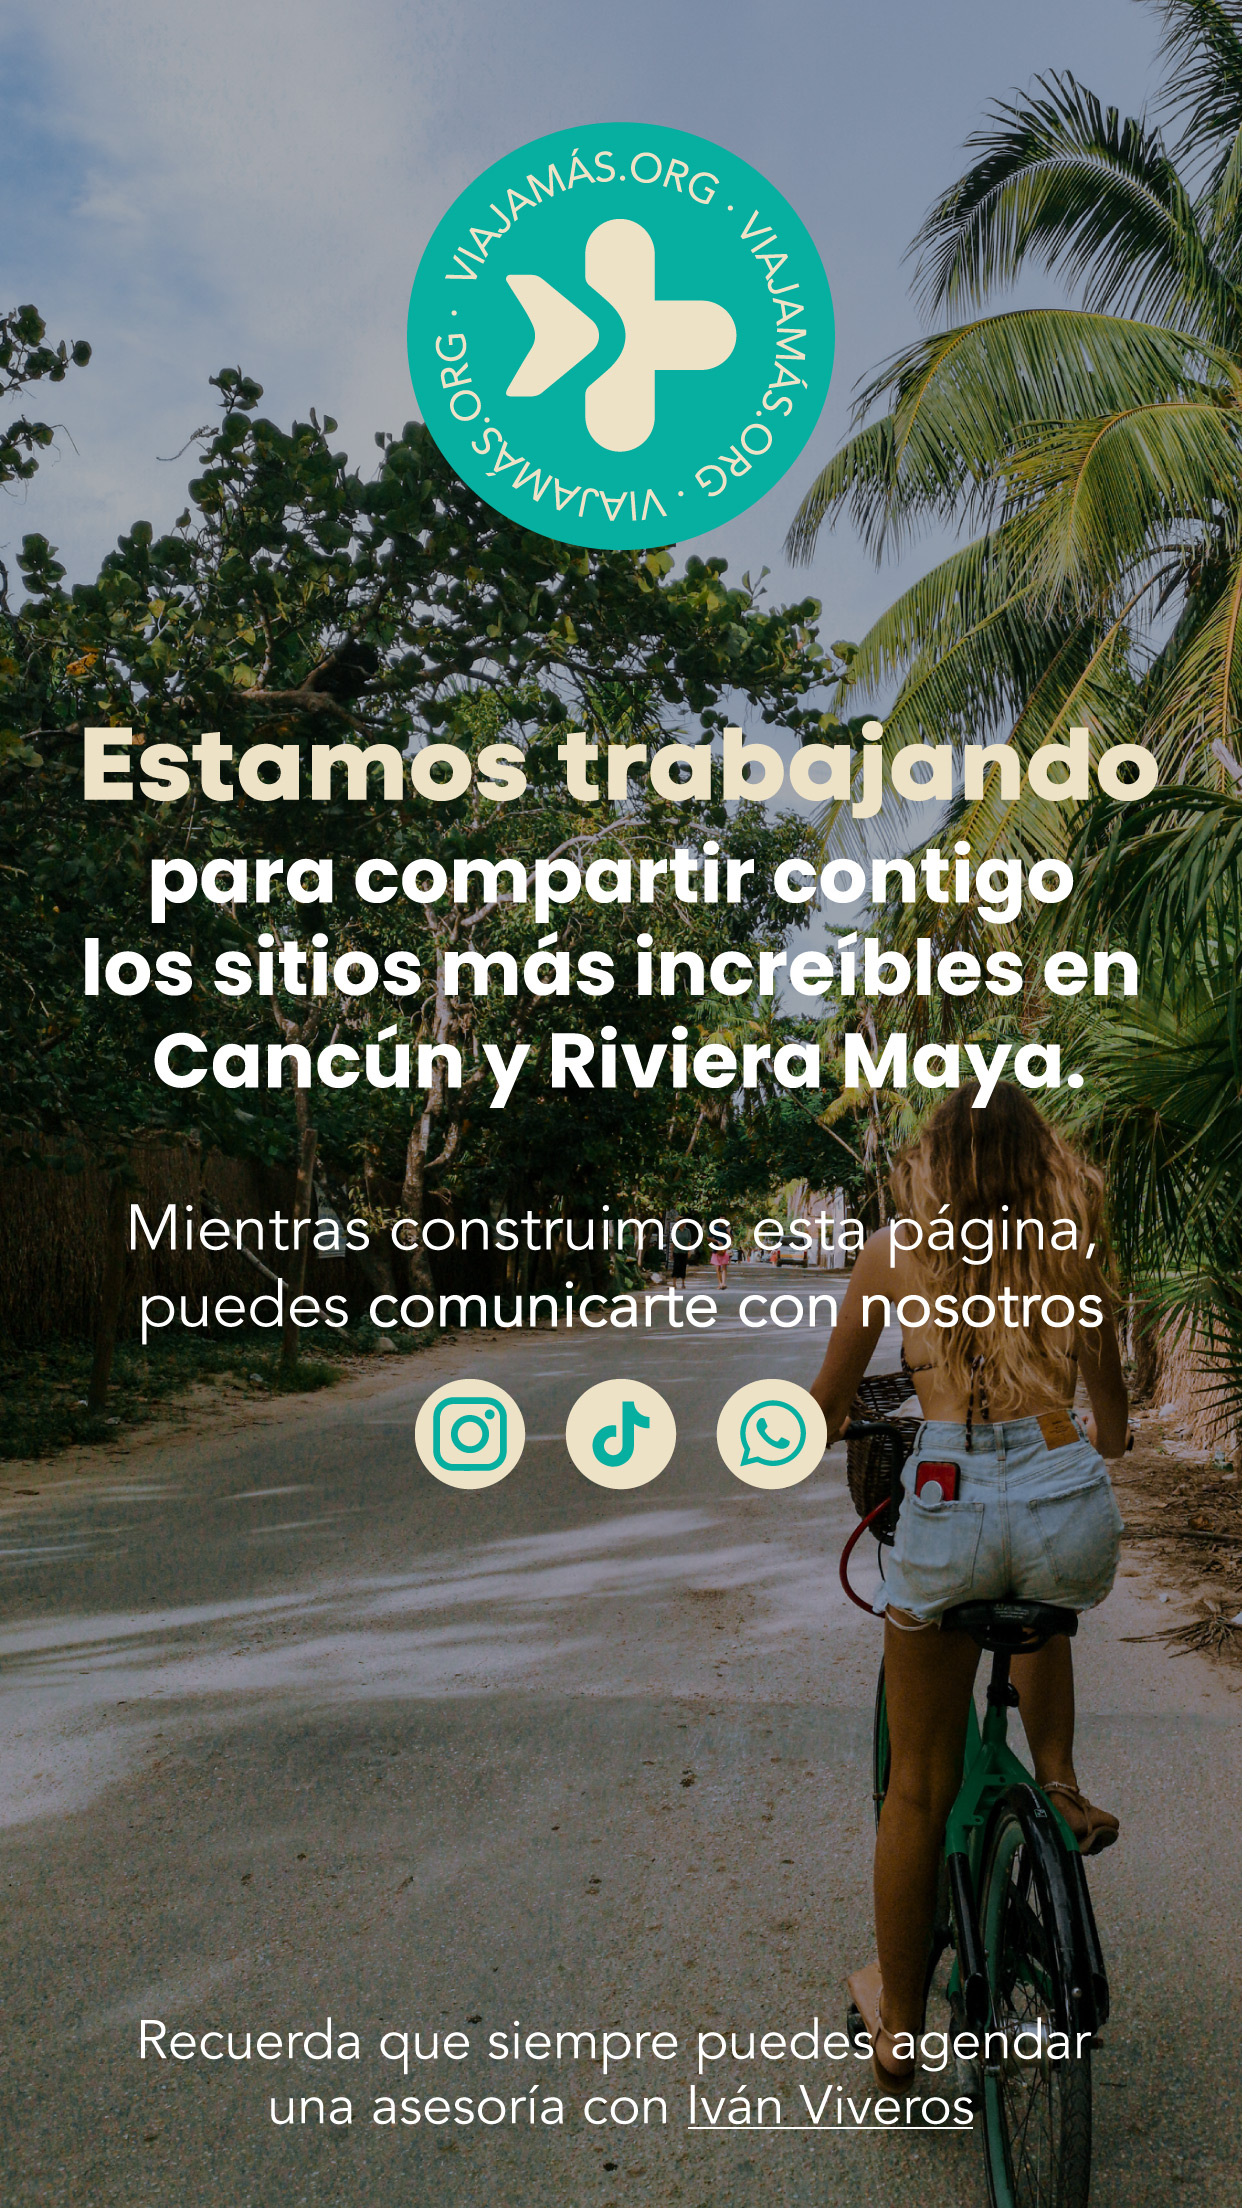 VIAJAMÁS.ORG · VIAJAMÁS.ORG · VIAJAMÁS.ORG ·
Estamos trabajando
para compartir contigo
los sitios más increíbles en
Cancún y Riviera Maya.
Mientras construimos esta página,
puedes comunicarte con nosotros
Recuerda que siempre puedes agendar
una asesoría con Iván Viveros